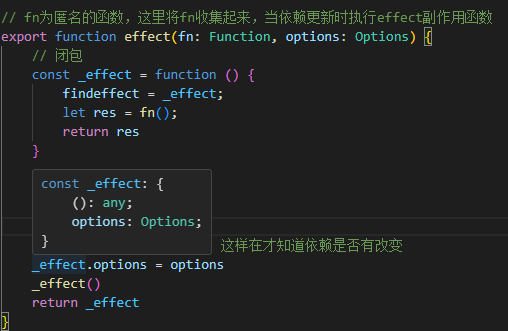 // fn为匿名的函数，这里将fn收集起来，当依赖更新时执行effect副作用函数
export function effect(fn: Function, options: Options) {
// 闭包
const _effect = function () {
findeffect = _effect;
let res = fn();
return res
}
const _effect: {
(): any;
options: Options;
}
这样在才知道依赖是否有改变
_effect.options = options
_effect()
return _effect
}